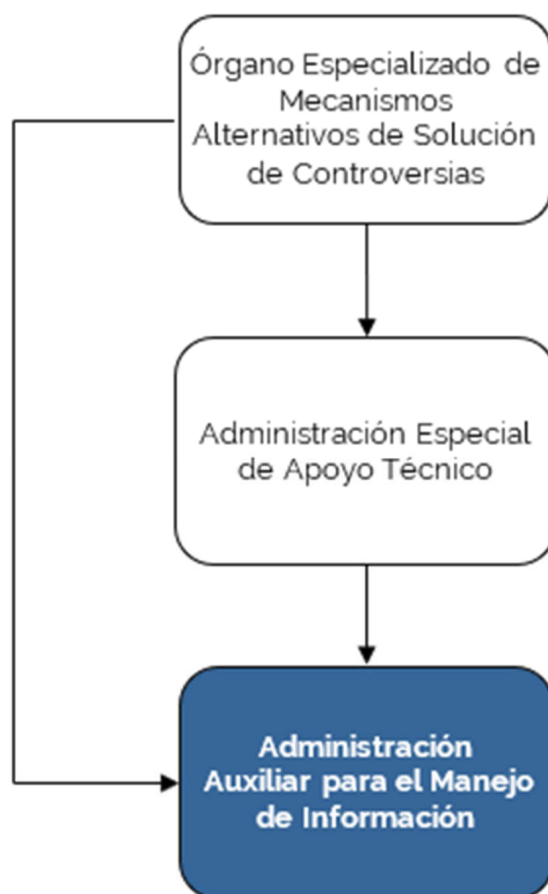 Órgano Especializado de
Mecanismos
Alternativos de Solución
de Controversias
Administración Especial
de Apoyo Técnico
Administración
Auxiliar para el Manejo
de Información